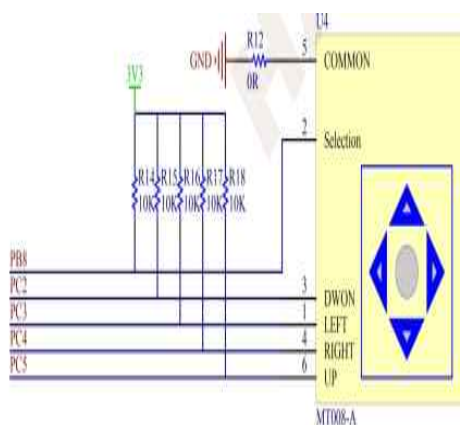 U4
R12
GND
0R
5
COMMON
3V3
2
Selection
R14 R15 R16 R17 R18
10K 10K 10K 10K 10K
PB8
PC2
3
DWON
PC3
1
LEFT
PC4
4
RIGHT
PC5
6
UP
MT008-A